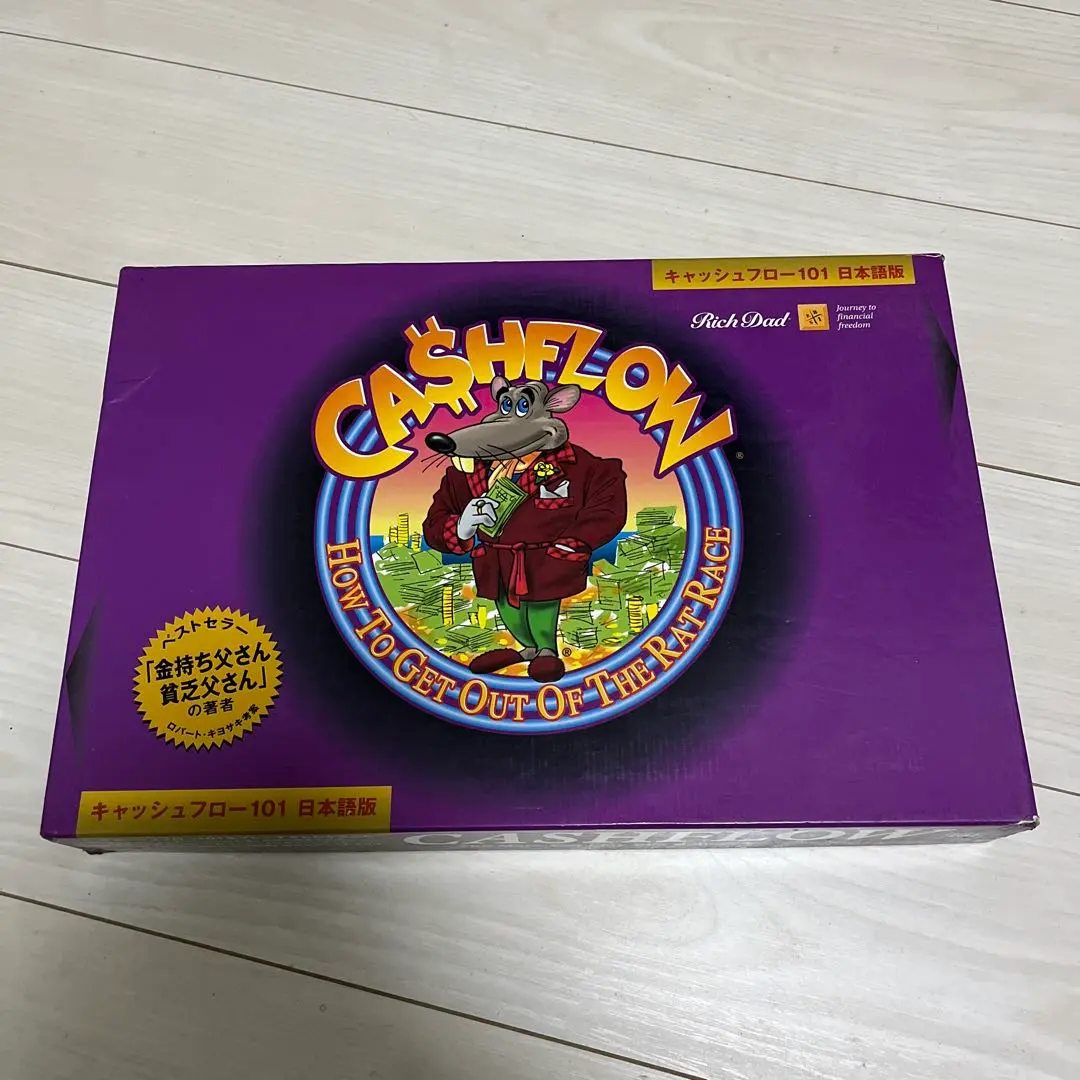 キャッシュフロー101 日本語版
Rich Dad
Journey to
financial
freedom
CA$HFLOW®
HOW TO GET OUT OF THE RAT RACE
®
ベストセラー
「金持ち父さん
貧乏父さん」
の著者
ロバート・キヨサキ考案
キャッシュフロー101 日本語版
CASHFLOW